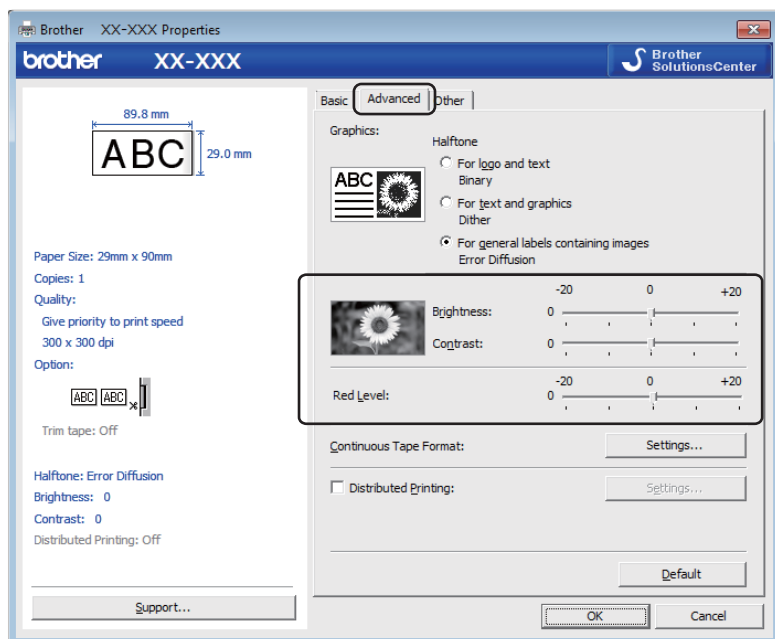 Brother XX-XXX Properties
brother XX-XXX
Brother
SolutionsCenter
89.8 mm
ABC
29.0 mm
Paper Size: 29mm x 90mm
Copies: 1
Quality:
Give priority to print speed
300 x 300 dpi
Option:
ABC ABC
Trim tape: Off
Halftone: Error Diffusion
Brightness: 0
Contrast: 0
Distributed Printing: Off
Support...
Basic Advanced Other
Graphics:
ABC
Halftone
For logo and text
Binary
For text and graphics
Dither
For general labels containing images
Error Diffusion
-20 0 +20
Brightness: 0
Contrast: 0
-20 0 +20
Red Level: 0
Continuous Tape Format: Settings...
Distributed Printing: Settings...
Default
OK Cancel